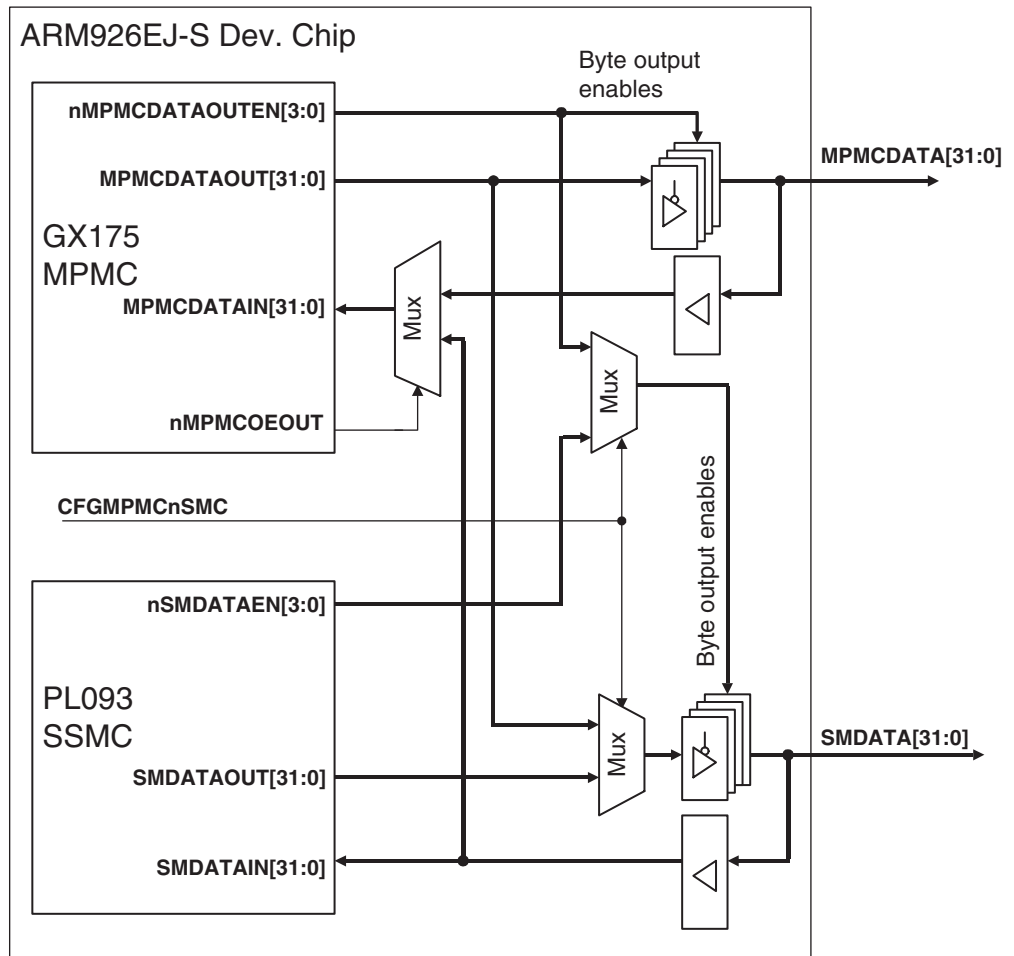 ARM926EJ-S Dev. Chip
Byte output
enables
nMPMCDATAOUTEN[3:0]
MPMCDATA[31:0]
MPMCDATAOUT[31:0]
GX175
MPMC
MPMCDATAIN[31:0]
Mux
Mux
nMPMCOEOUT
CFGMPMCnSMC
Byte output enables
nSMDATAEN[3:0]
PL093
SSMC
SMDATA[31:0]
Mux
SMDATAOUT[31:0]
SMDATAIN[31:0]